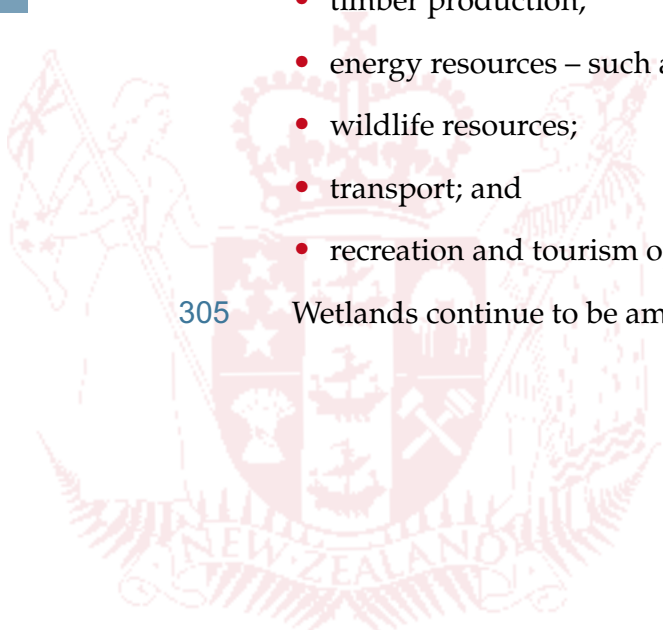 • timber production;
• energy resources – such
• wildlife resources;
• transport; and
• recreation and tourism
305 Wetlands continue to be
NEW ZEALAND